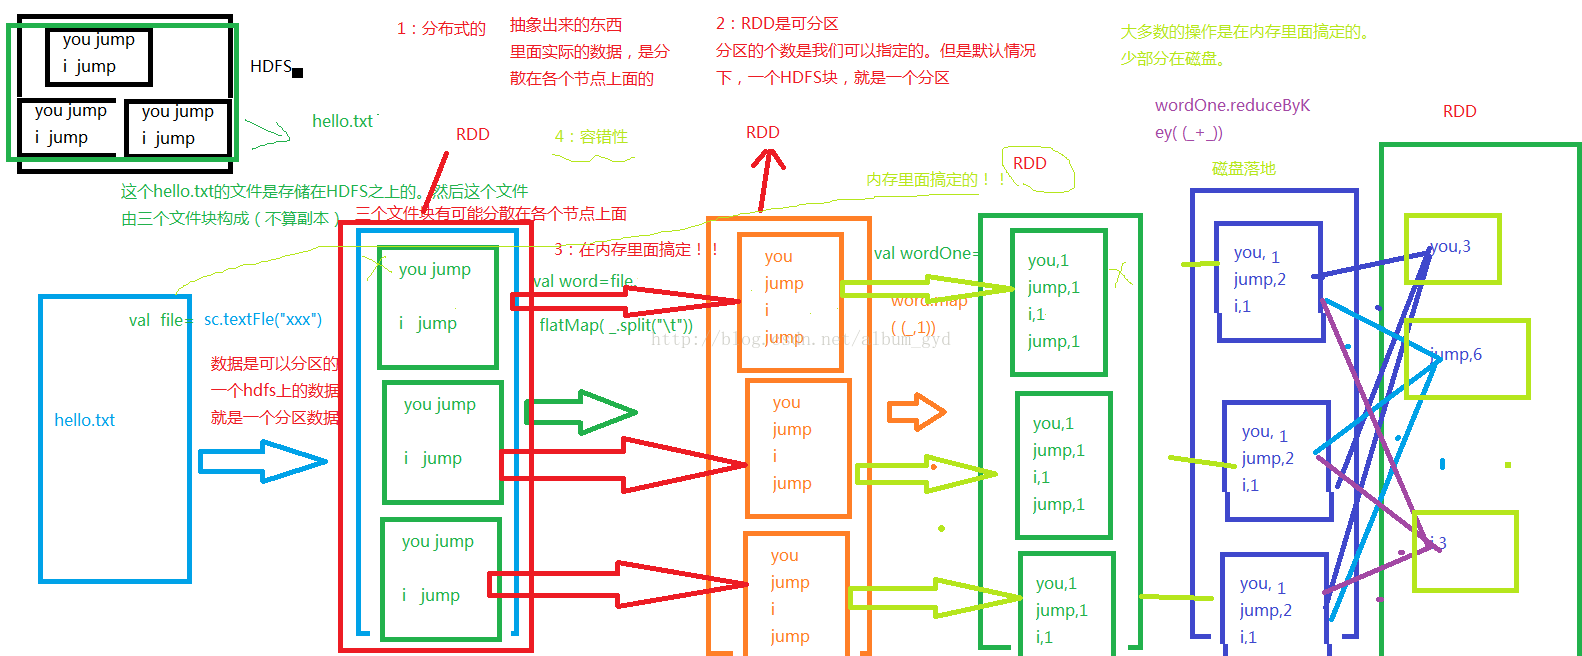 you jump
i jump
HDFS
you jump
i jump
you jump
i jump
hello.txt
1：分布式的
抽象出来的东西
里面实际的数据，是分
散在各个节点上面的
2：RDD是可分区
分区的个数是我们可以指定的。但是默认情况
下，一个HDFS块，就是一个分区
大多数的操作是在内存里面搞定的。
少部分在磁盘。
wordOne.reduceByK
ey( (_+_))
RDD
RDD
4：容错性
RDD
RDD
磁盘落地
内存里面搞定的！！
这个hello.txt的文件是存储在HDFS之上的。然后这个文件
由三个文件块构成（不算副本）
三个文件块有可能分散在各个节点上面
3：在内存里面搞定！！
val file=
sc.textFle("xxx")
数据是可以分区的
一个hdfs上的数据
就是一个分区数据
hello.txt
you jump
i jump
you jump
i jump
you jump
i jump
val word=file
flatMap( _.split("\t"))
you
jump
i
jump
you
jump
i
jump
you
jump
i
jump
val wordOne=
word.map
( (_,1))
http://blog.csdn.net/album_gyd
you,1
jump,1
i,1
jump,1
you,1
jump,1
i,1
jump,1
you,1
jump,1
i,1
you, 1
jump,2
i,1
you, 1
jump,2
i,1
you, 1
jump,2
i,1
you,3
jump,6
i,3